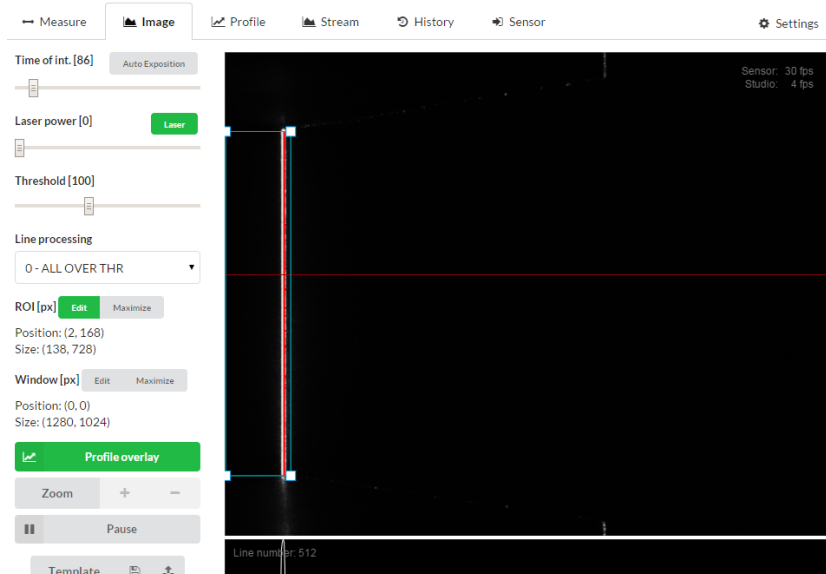 Measure Image Profile Stream History Sensor Settings
Time of int. [86] Auto Exposition
Laser power [0] Laser
Threshold [100]
Line processing
0 - ALL OVER THR
ROI [px] Edit Maximize
Position: (2, 168)
Size: (138, 728)
Window [px] Edit Maximize
Position: (0, 0)
Size: (1280, 1024)
Profile overlay
Zoom + −
Pause
Template
Sensor: 30 fps
Studio: 4 fps
Line number: 512